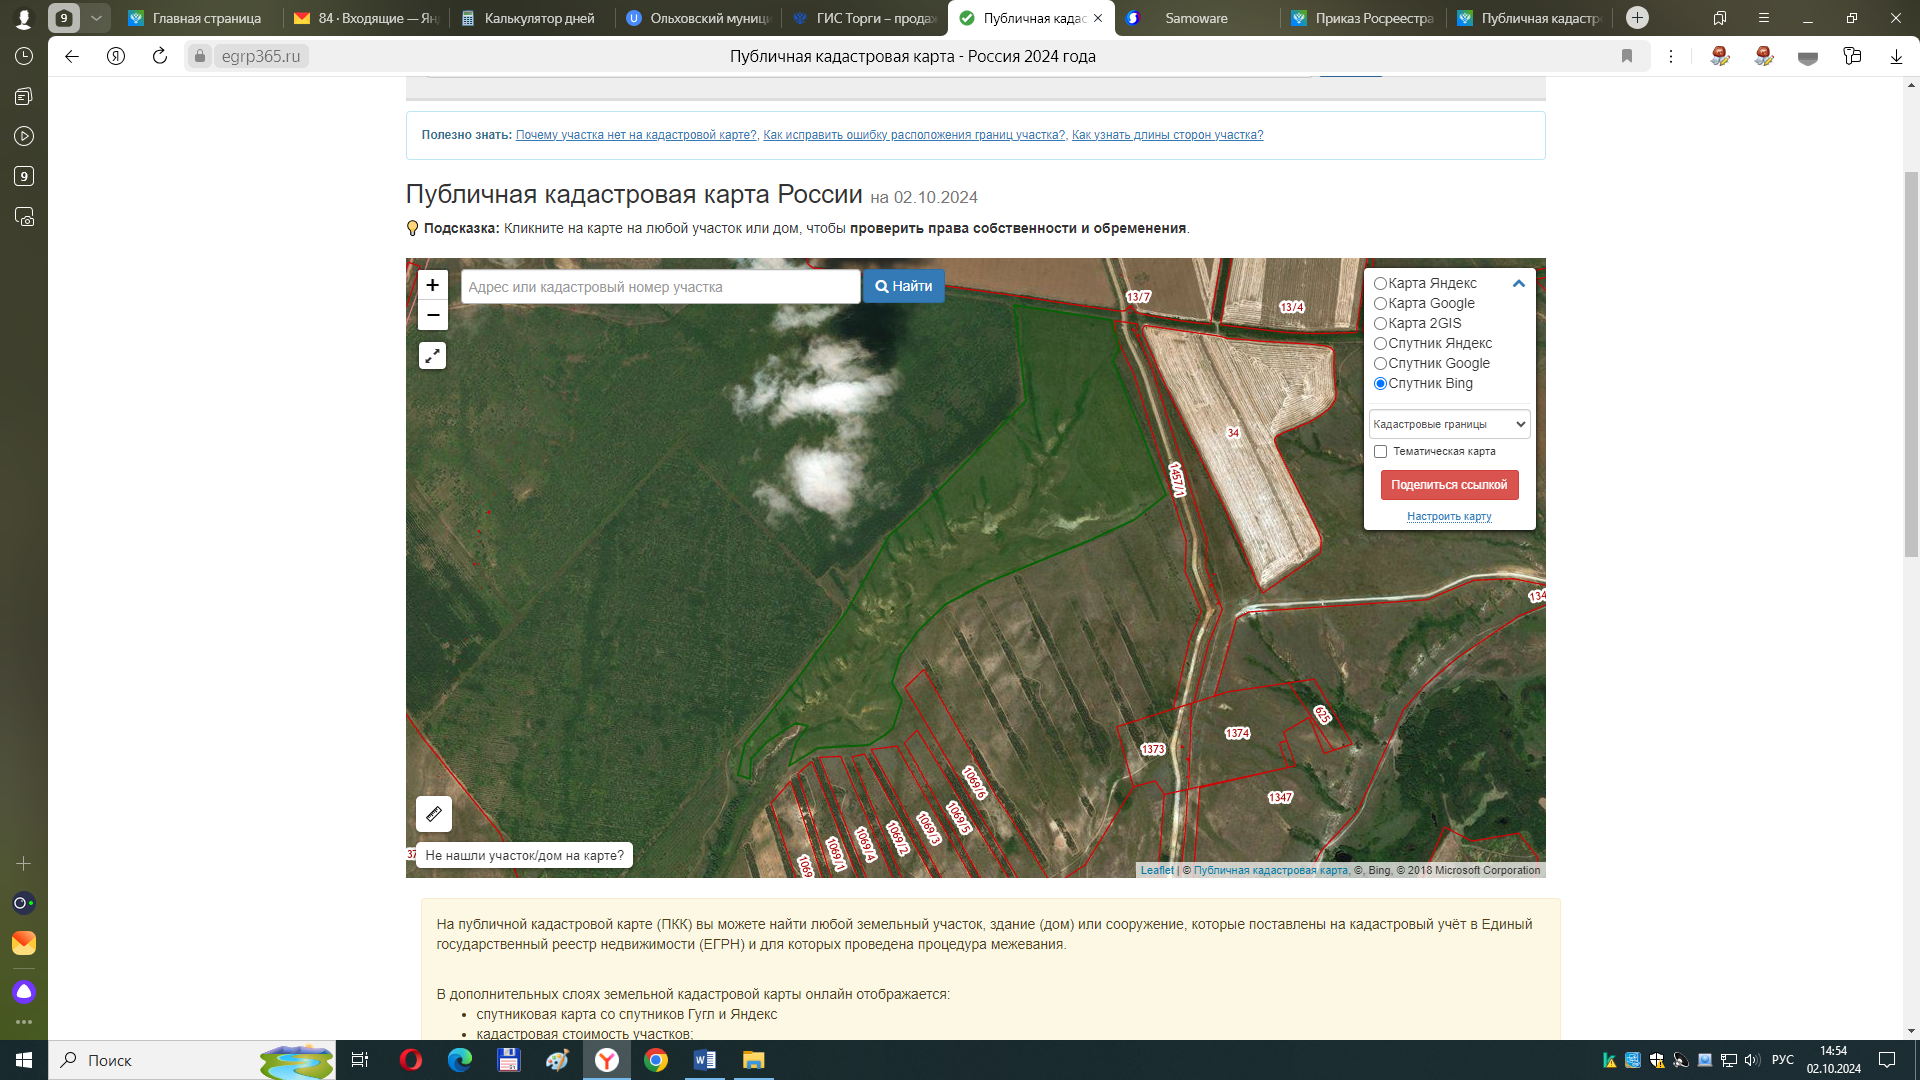 9
Главная страница
84 · Входящие — Ян
Калькулятор дней
Ольховский муници
ГИС Торги – продаж
Публичная кадас
Samoware
Приказ Росреестра
Публичная кадастр
egrp365.ru
Публичная кадастровая карта - Россия 2024 года
9
Полезно знать: Почему участка нет на кадастровой карте?, Как исправить ошибку расположения границ участка?, Как узнать длины сторон участка?
Публичная кадастровая карта России на 02.10.2024
Подсказка: Кликните на карте на любой участок или дом, чтобы проверить права собственности и обременения.
+
−
Адрес или кадастровый номер участка
Найти
Карта Яндекс
Карта Google
Карта 2GIS
Спутник Яндекс
Спутник Google
Спутник Bing
Кадастровые границы
Тематическая карта
Поделиться ссылкой
Настроить карту
13/7
13/4
34
1457/1
134
625
1374
1373
1347
1069/6
1069/5
1069/3
1069/2
1069/4
1069/1
1069
37
Не нашли участок/дом на карте?
Leaflet | © Публичная кадастровая карта, ©, Bing, © 2018 Microsoft Corporation
На публичной кадастровой карте (ПКК) вы можете найти любой земельный участок, здание (дом) или сооружение, которые поставлены на кадастровый учёт в Единый
государственный реестр недвижимости (ЕГРН) и для которых проведена процедура межевания.
В дополнительных слоях земельной кадастровой карты онлайн отображается:
• спутниковая карта со спутников Гугл и Яндекс
• кадастровая стоимость участков;
Поиск
РУС
14:54
02.10.2024